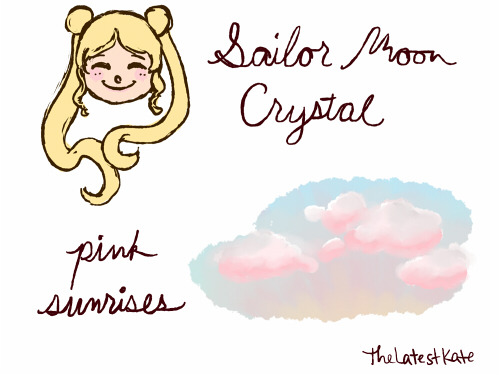 Sailor Moon
Crystal
pink
sunrises
TheLatestKate